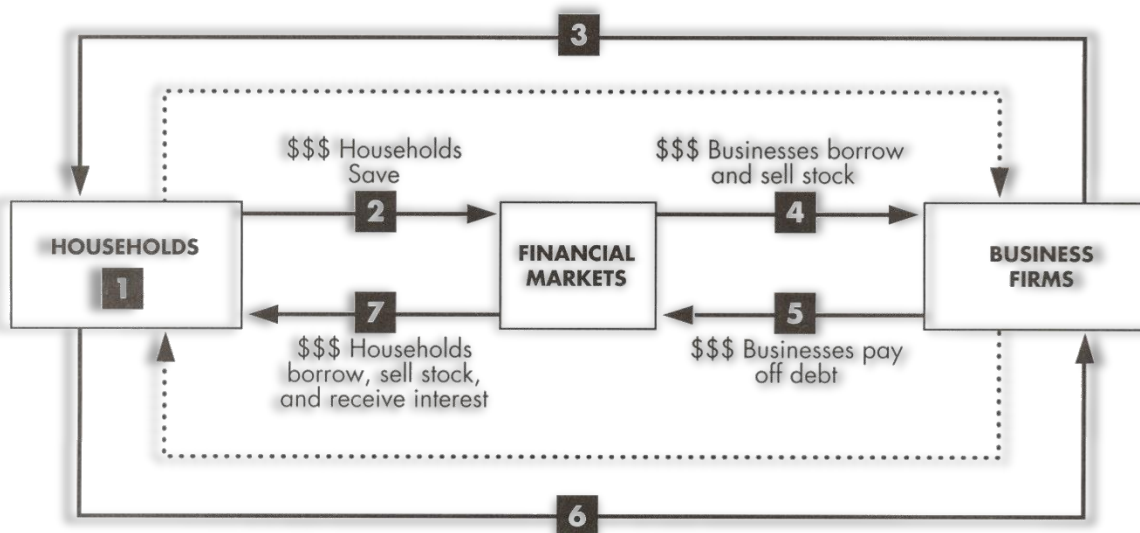 3
$$$ Households
Save
2
$$$ Businesses borrow
and sell stock
4
HOUSEHOLDS
1
FINANCIAL
MARKETS
BUSINESS
FIRMS
7
$$$ Households
borrow, sell stock,
and receive interest
5
$$$ Businesses pay
off debt
6